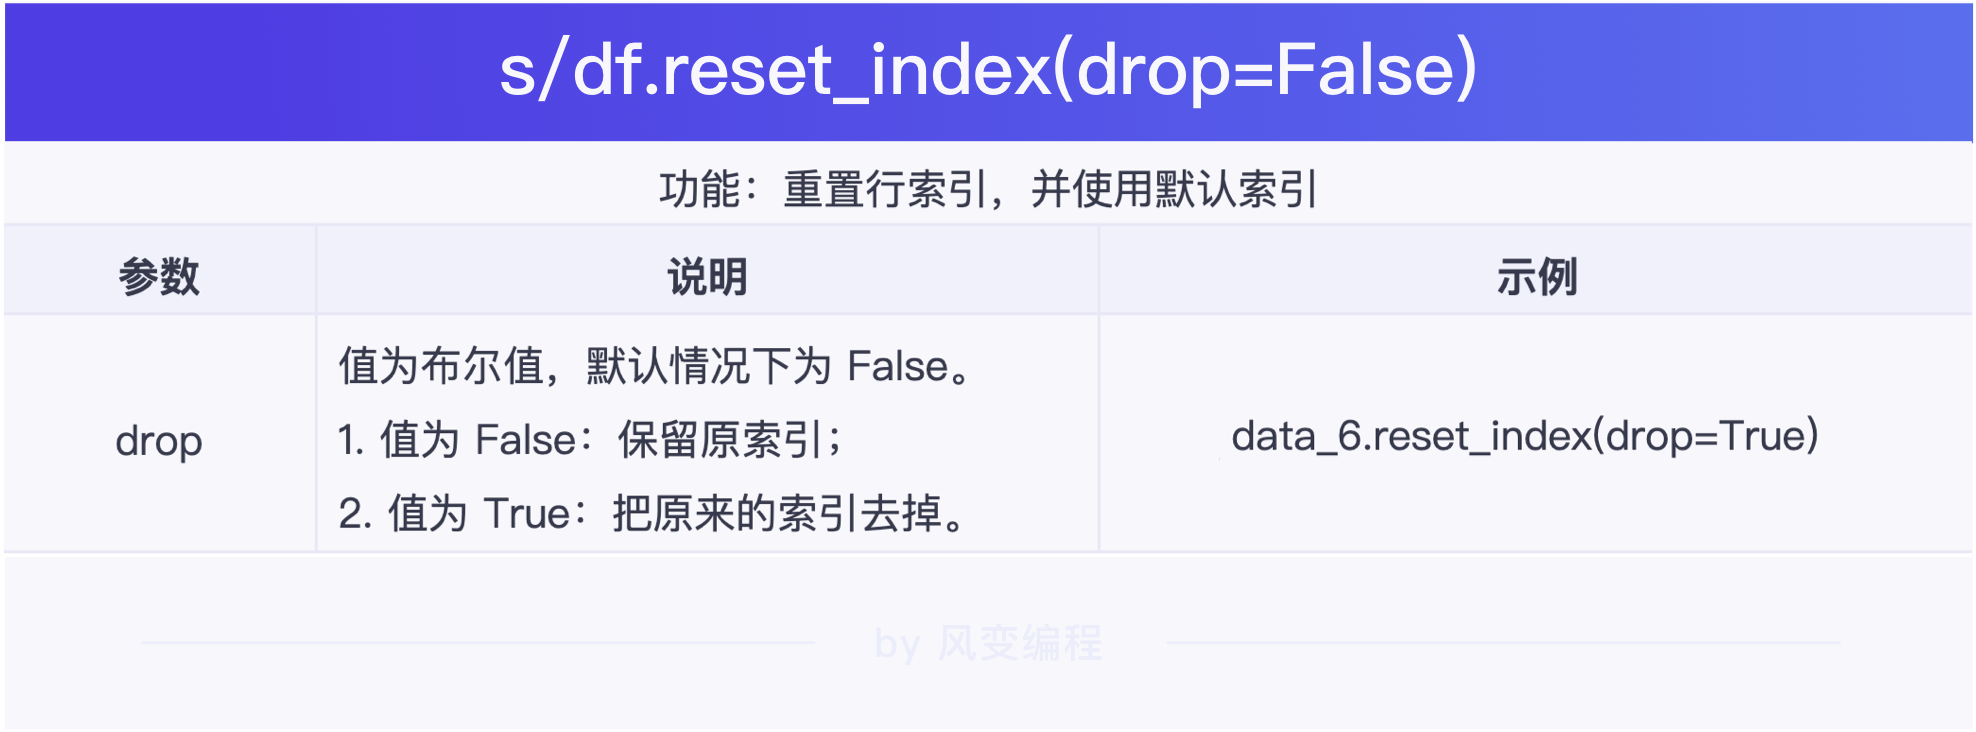 s/df.reset_index(drop=False)
功能：重置行索引，并使用默认索引
参数 说明 示例
值为布尔值，默认情况下为 False。
1. 值为 False：保留原索引；
drop data_6.reset_index(drop=True)
2. 值为 True：把原来的索引去掉。
by 风变编程